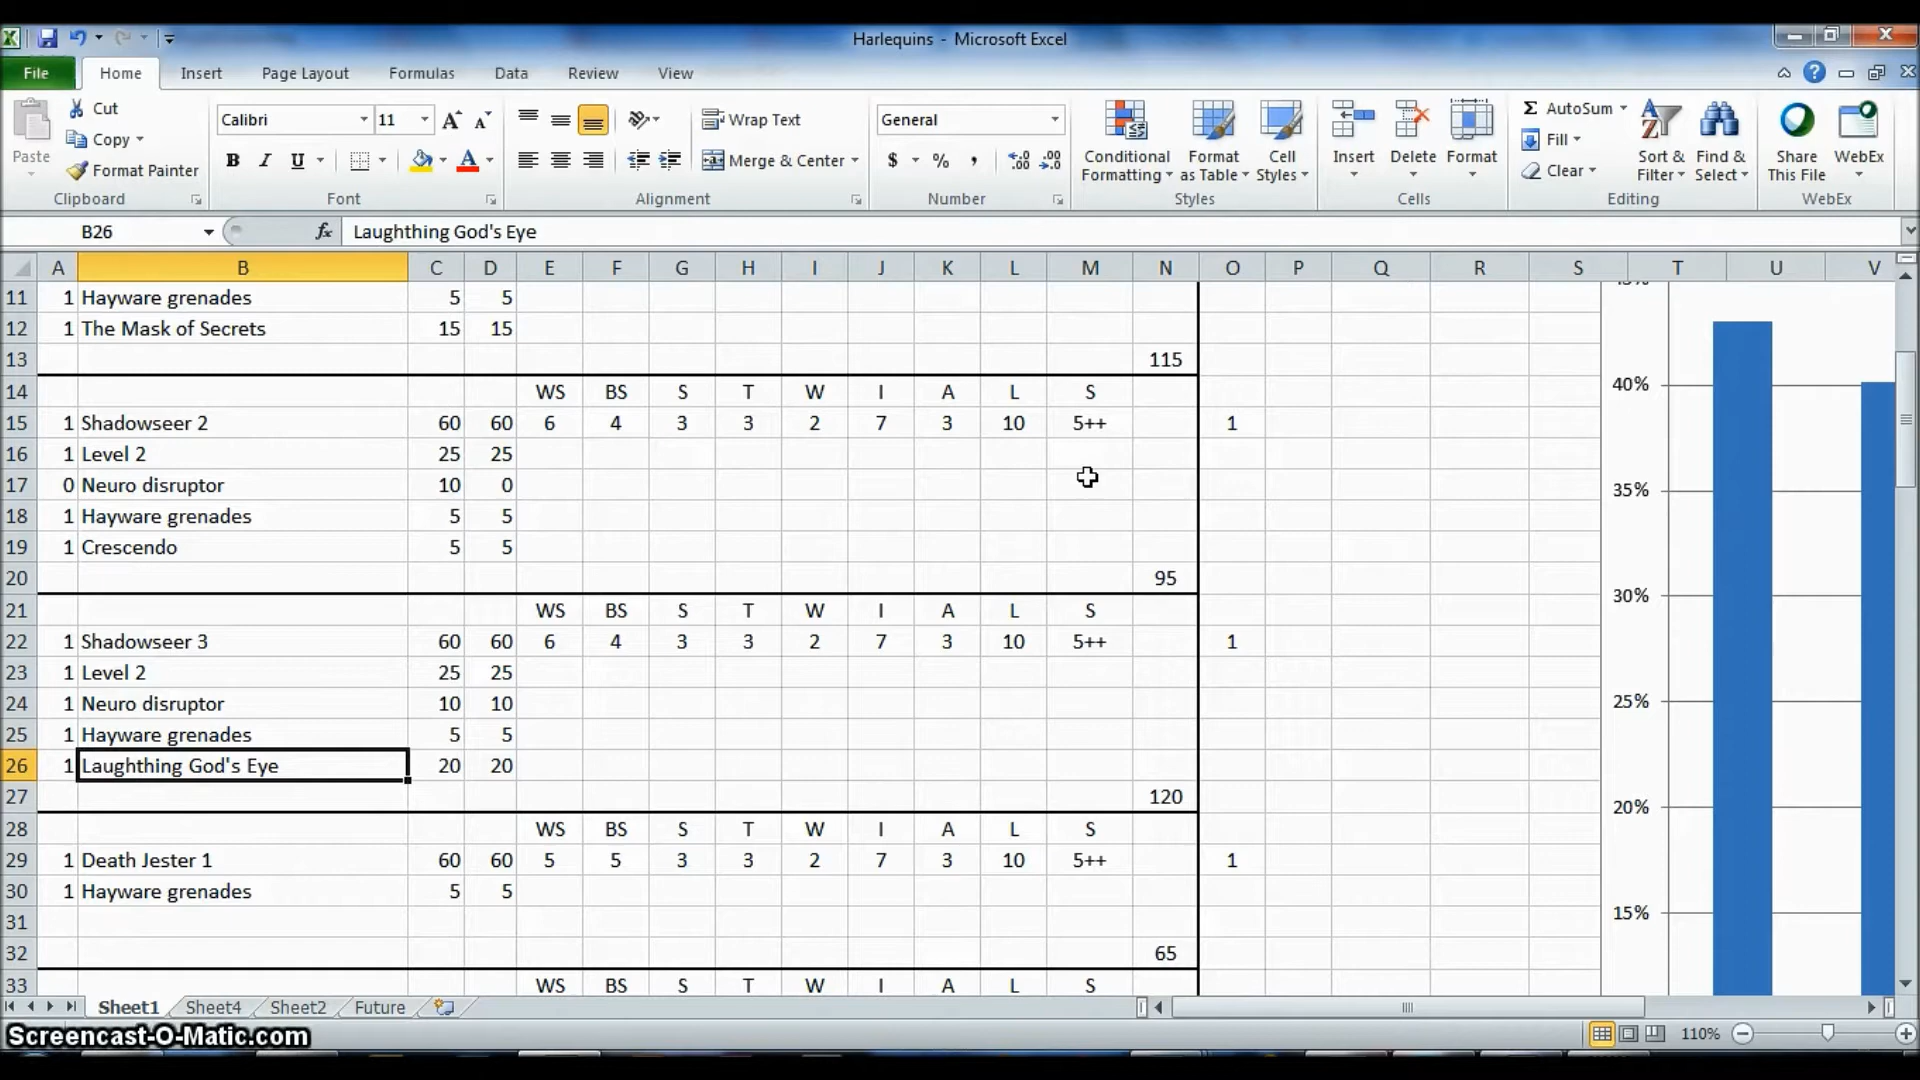 Harlequins - Microsoft Excel
File Home Insert Page Layout Formulas Data Review View
Paste Cut Copy Format Painter Clipboard
Calibri 11 B I U A Font
Wrap Text Merge & Center Alignment
General $ % , Number
Conditional Formatting Format as Table Cell Styles Styles
Insert Delete Format Cells
Σ AutoSum Fill Clear Sort & Filter Find & Select Editing
Share This File WebEx WebEx
B26 fx Laughthing God's Eye
A B C D E F G H I J K L M N O P Q R S T U V
11 1 Hayware grenades 5 5
12 1 The Mask of Secrets 15 15
13 115
14 WS BS S T W I A L S
15 1 Shadowseer 2 60 60 6 4 3 3 2 7 3 10 5++ 1
16 1 Level 2 25 25
17 0 Neuro disruptor 10 0
18 1 Hayware grenades 5 5
19 1 Crescendo 5 5
20 95
21 WS BS S T W I A L S
22 1 Shadowseer 3 60 60 6 4 3 3 2 7 3 10 5++ 1
23 1 Level 2 25 25
24 1 Neuro disruptor 10 10
25 1 Hayware grenades 5 5
26 1 Laughthing God's Eye 20 20
27 120
28 WS BS S T W I A L S
29 1 Death Jester 1 60 60 5 5 3 3 2 7 3 10 5++ 1
30 1 Hayware grenades 5 5
31
32 65
33 WS BS S T W I A L S
40%
35%
30%
25%
20%
15%
Sheet1 Sheet4 Sheet2 Future
Screencast-O-Matic.com
110%